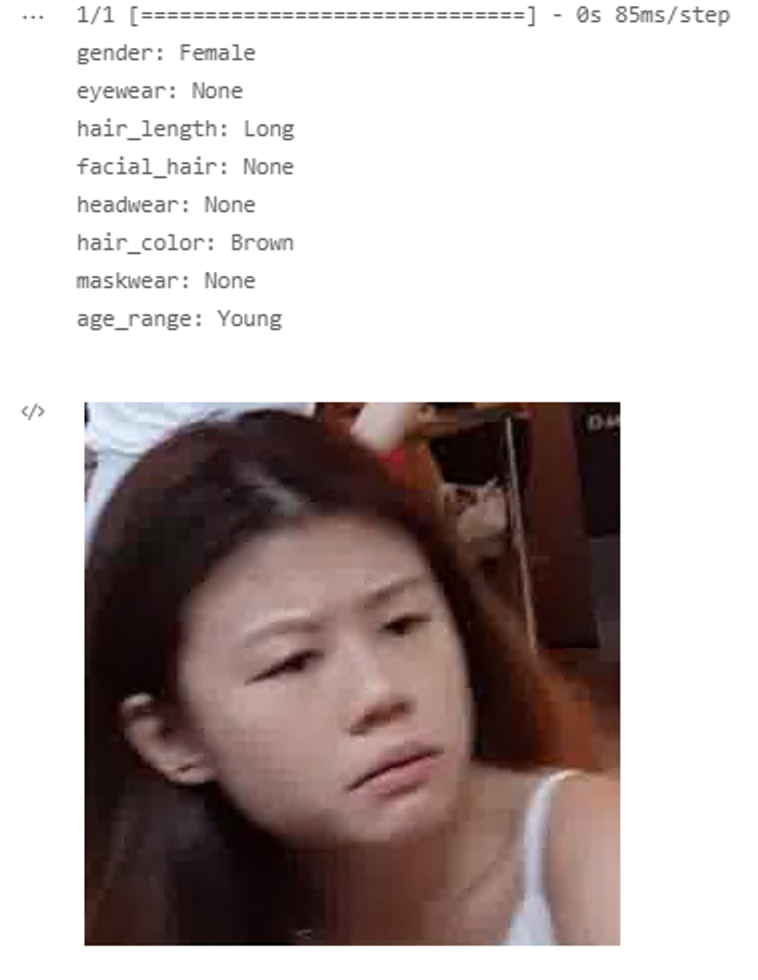 ... 1/1 [==============================] - 0s 85ms/step
gender: Female
eyewear: None
hair_length: Long
facial_hair: None
headwear: None
hair_color: Brown
maskwear: None
age_range: Young
</>